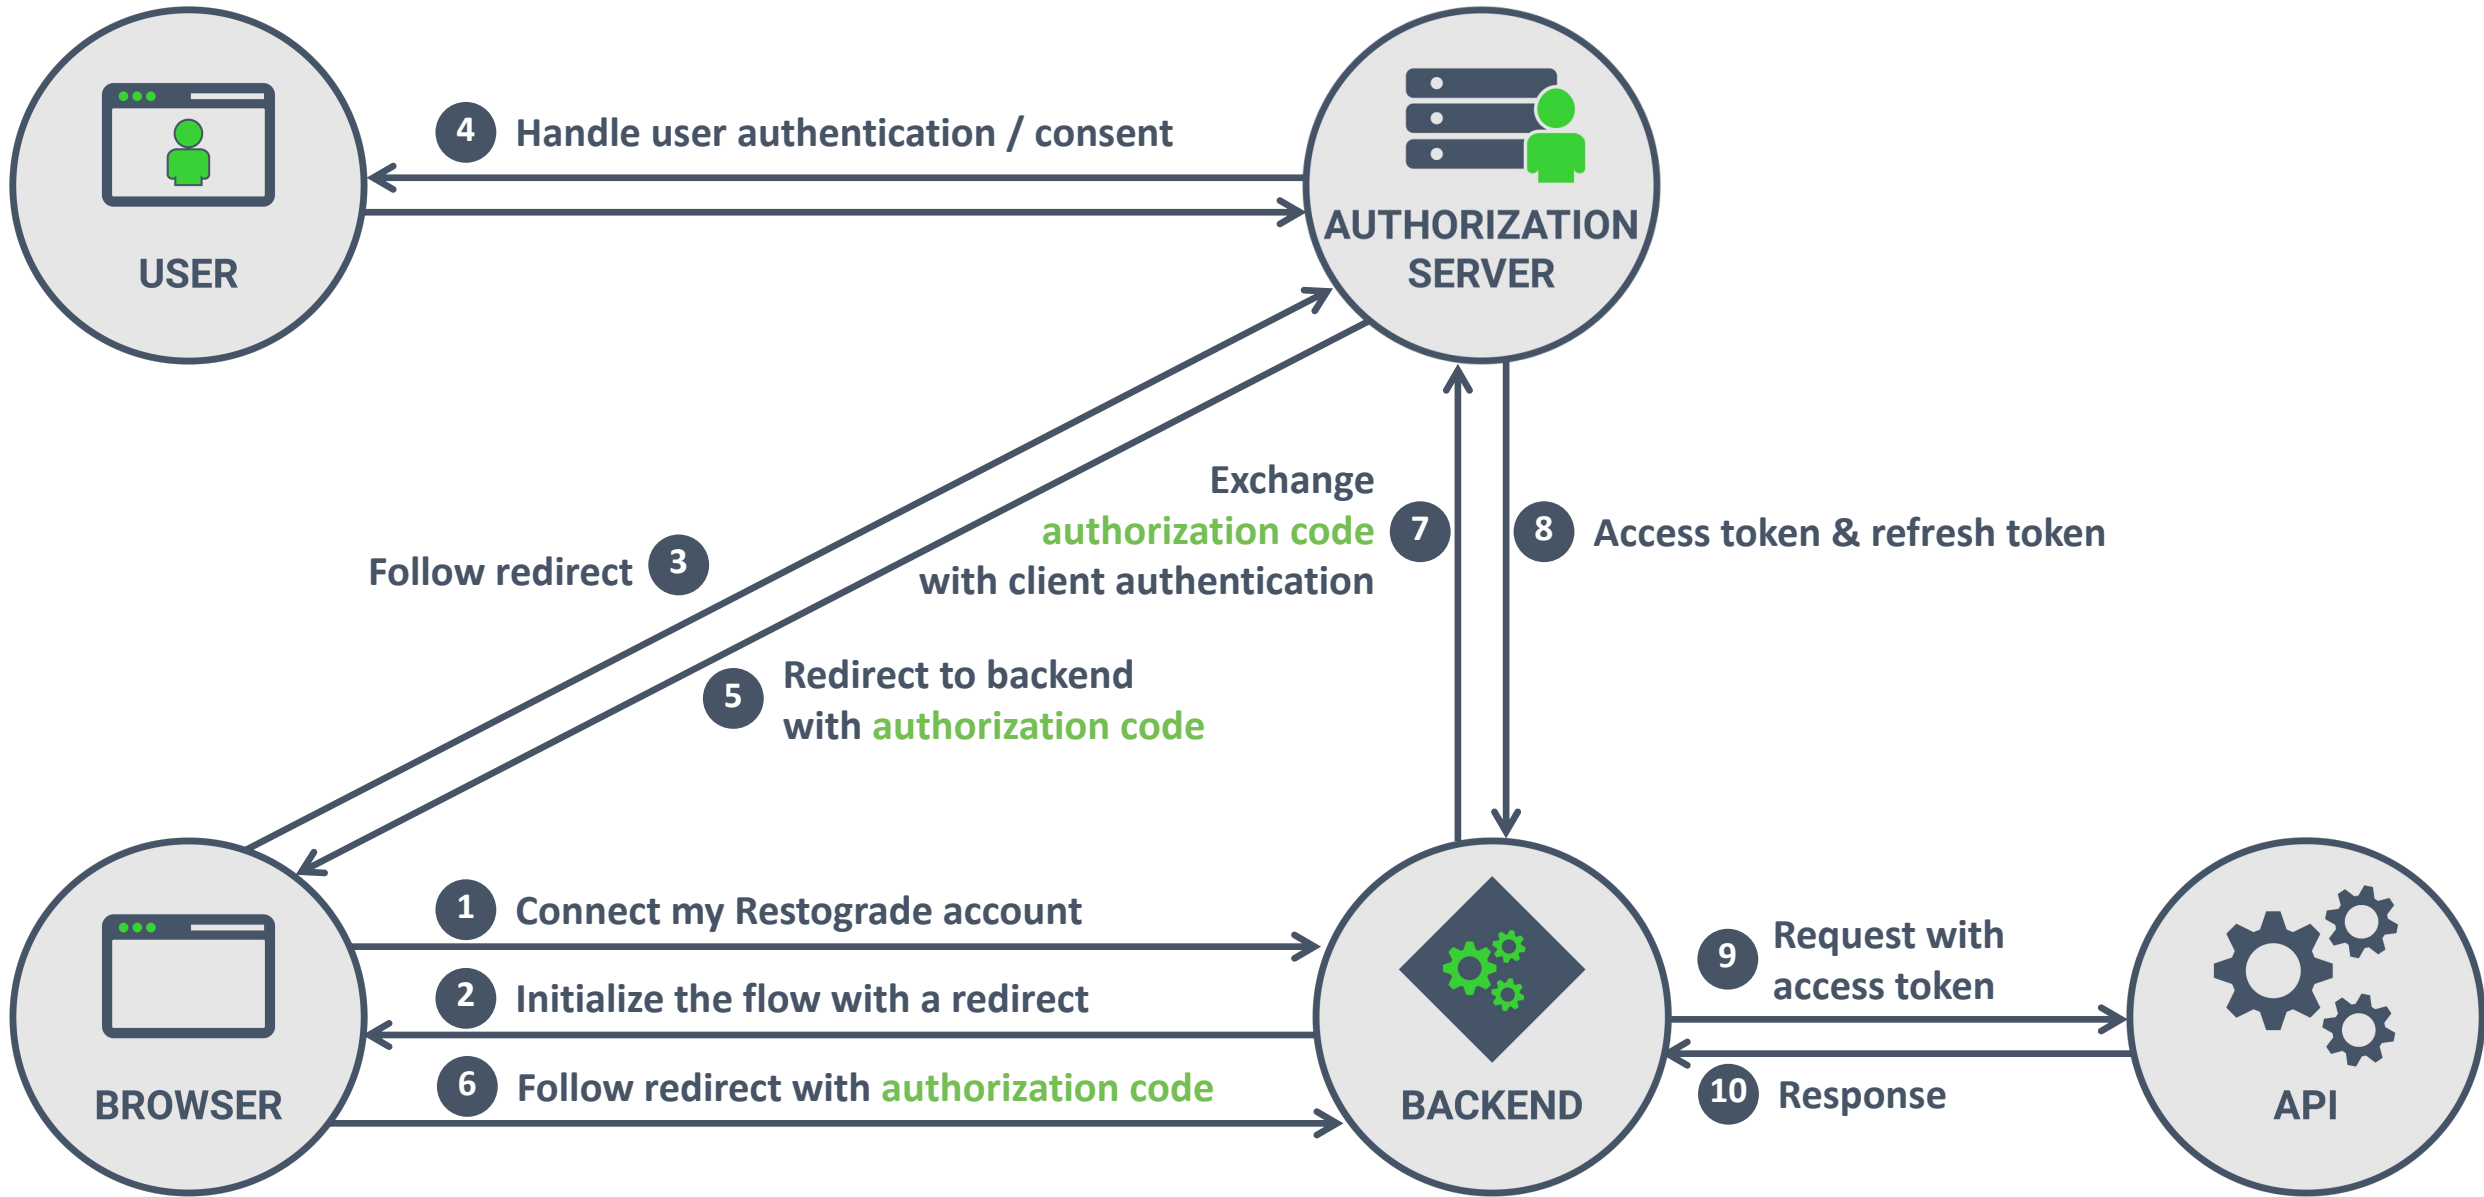 4 Handle user authentication / consent
USER
AUTHORIZATION
SERVER
Follow redirect 3
Exchange
authorization code
with client authentication
7
8 Access token & refresh token
5 Redirect to backend
with authorization code
1 Connect my Restograde account
2 Initialize the flow with a redirect
6 Follow redirect with authorization code
BROWSER
BACKEND
9 Request with
access token
10 Response
API